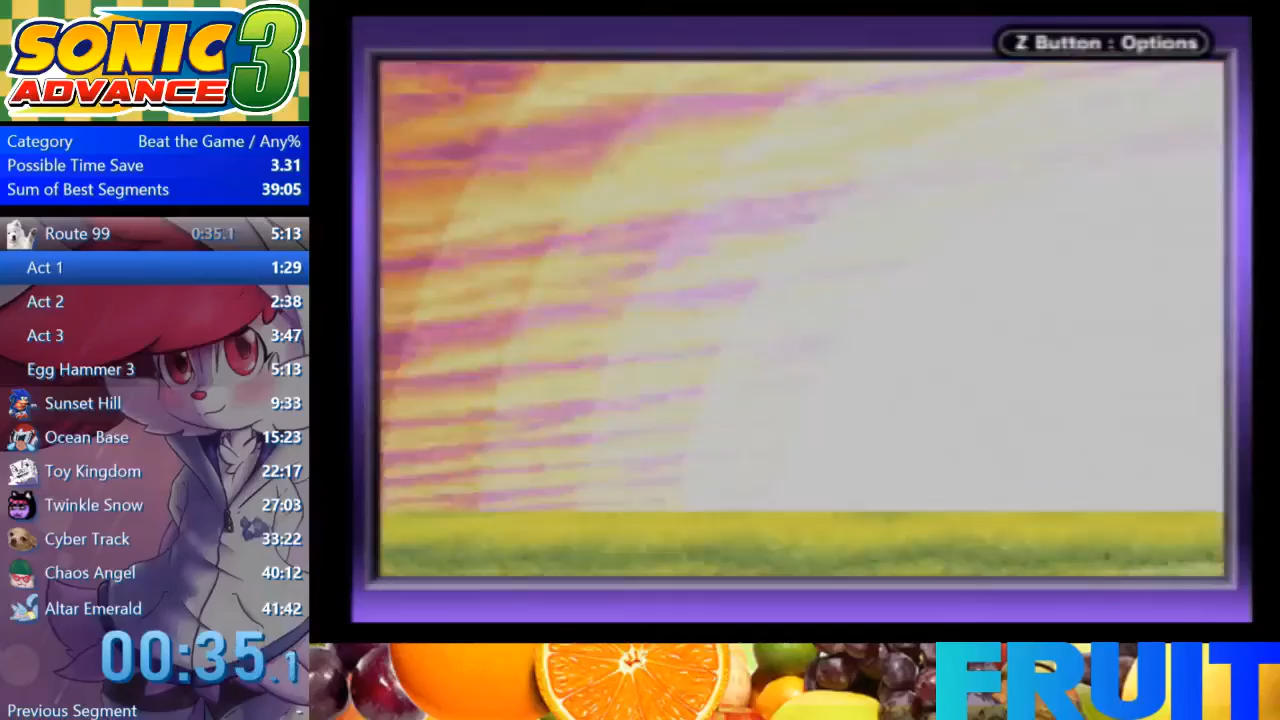 SONIC
ADVANCE 3
Z Button : Options
Category Beat the Game / Any%
Possible Time Save 3.31
Sum of Best Segments 39:05
Route 99 0:35.1 5:13
Act 1 1:29
Act 2 2:38
Act 3 3:47
Egg Hammer 3 5:13
Sunset Hill 9:33
Ocean Base 15:23
Toy Kingdom 22:17
Twinkle Snow 27:03
Cyber Track 33:22
Chaos Angel 40:12
Altar Emerald 41:42
00:35.1
Previous Segment -
FRUIT